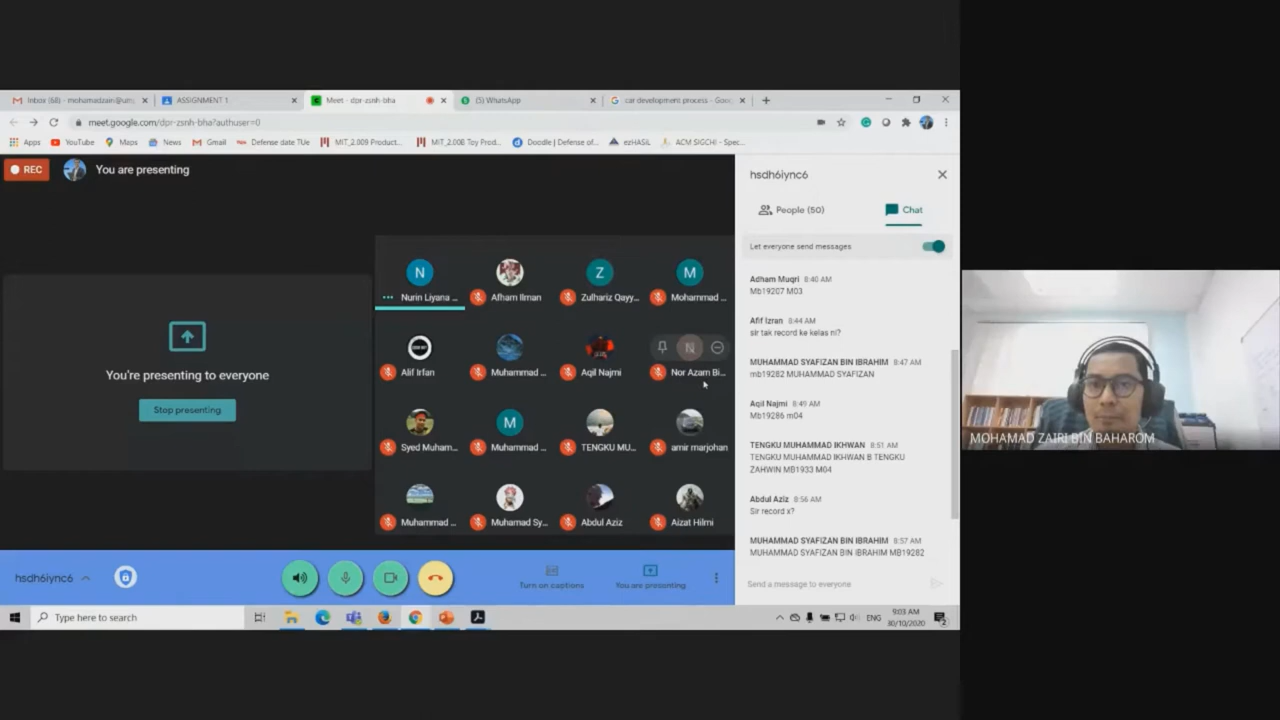 Inbox (68) - mohamadzairi@ump
ASSIGNMENT 1
Meet - dpr-zsnh-bha
(5) WhatsApp
car development process - Goo
meet.google.com/dpr-zsnh-bha?authuser=0
Apps
YouTube
Maps
News
Gmail
Defense date TUe
MIT_2.009 Product...
MIT_2.00B Toy Prod...
Doodle | Defense of...
ezHASiL
ACM SIGCHI - Spec...
REC
You are presenting
You're presenting to everyone
Stop presenting
N
Nurin Liyana ...
Afham Ilman
Z
Zulhariz Qayy...
M
Mohammad ...
Alif Irfan
Muhammad ...
Aqil Najmi
Nor Azam Bi...
Syed Muham...
M
Muhammad ...
TENGKU MU...
amir marjohan
Muhammad ...
Muhamad Sy...
Abdul Aziz
Aizat Hilmi
hsdh6iync6
People (50)
Chat
Let everyone send messages
Adham Muqri 8:40 AM
Mb19207 M03
Afif Izran 8:44 AM
sir tak record ke kelas ni?
MUHAMMAD SYAFIZAN BIN IBRAHIM 8:47 AM
mb19282 MUHAMMAD SYAFIZAN
Aqil Najmi 8:49 AM
Mb19286 m04
TENGKU MUHAMMAD IKHWAN 8:51 AM
TENGKU MUHAMMAD IKHWAN B TENGKU
ZAHWIN MB1933 M04
Abdul Aziz 8:56 AM
Sir record x?
MUHAMMAD SYAFIZAN BIN IBRAHIM 8:57 AM
MUHAMMAD SYAFIZAN BIN IBRAHIM MB19282
Send a message to everyone
hsdh6iync6
Turn on captions
You are presenting
Type here to search
ENG
9:03 AM
30/10/2020
MOHAMAD ZAIRI BIN BAHAROM